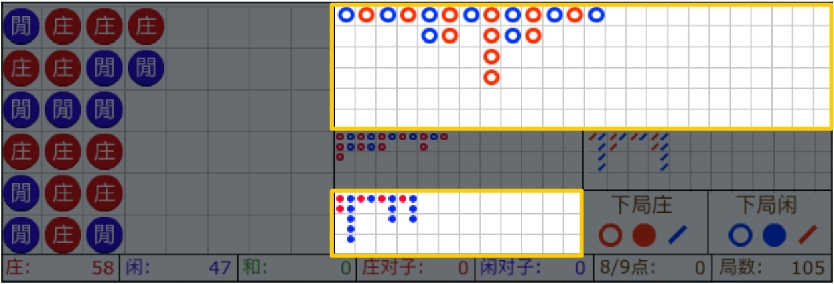 閒 庄 庄 庄
庄 庄 閒 閒
閒 閒 閒
庄 庄 庄
閒 庄 庄
閒 庄 閒
下局庄 下局闲
庄: 58 闲: 47 和: 0 庄对子: 0 闲对子: 0 8/9点: 0 局数: 105